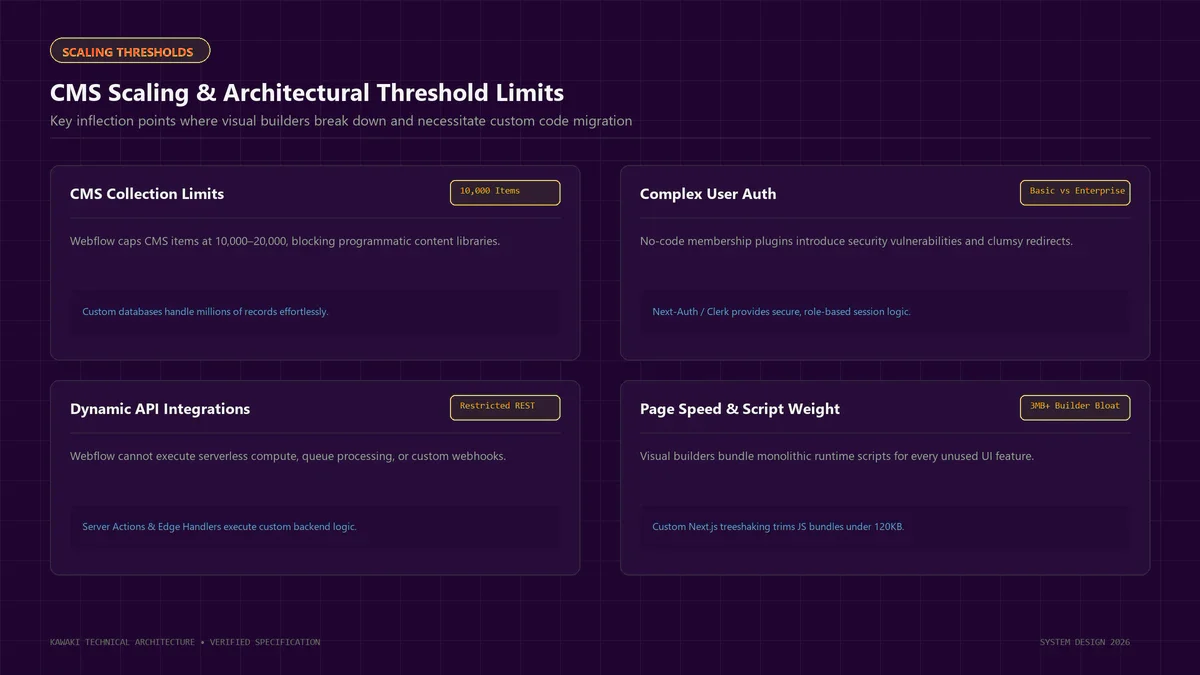 SCALING THRESHOLDS
CMS Scaling & Architectural Threshold Limits
Key inflection points where visual builders break down and necessitate custom code migration
CMS Collection Limits
10,000 Items
Webflow caps CMS items at 10,000–20,000, blocking programmatic content libraries.
Custom databases handle millions of records effortlessly.
Complex User Auth
Basic vs Enterprise
No-code membership plugins introduce security vulnerabilities and clumsy redirects.
Next-Auth / Clerk provides secure, role-based session logic.
Dynamic API Integrations
Restricted REST
Webflow cannot execute serverless compute, queue processing, or custom webhooks.
Server Actions & Edge Handlers execute custom backend logic.
Page Speed & Script Weight
3MB+ Builder Bloat
Visual builders bundle monolithic runtime scripts for every unused UI feature.
Custom Next.js treeshaking trims JS bundles under 120KB.
KAWAKI TECHNICAL ARCHITECTURE • VERIFIED SPECIFICATION
SYSTEM DESIGN 2026